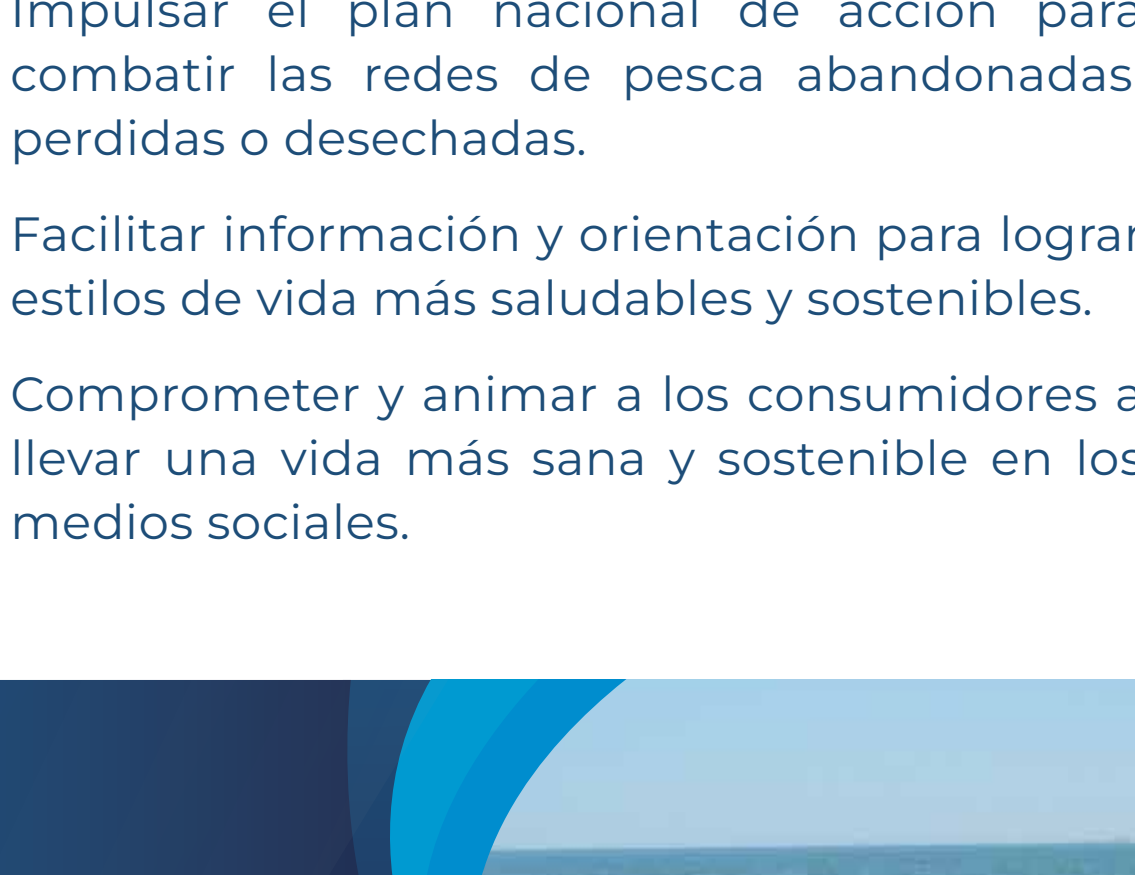 Impulsar el plan nacional de acción para
combatir las redes de pesca abandonadas
perdidas o desechadas.
Facilitar información y orientación para lograr
estilos de vida más saludables y sostenibles.
Comprometer y animar a los consumidores a
llevar una vida más sana y sostenible en los
medios sociales.